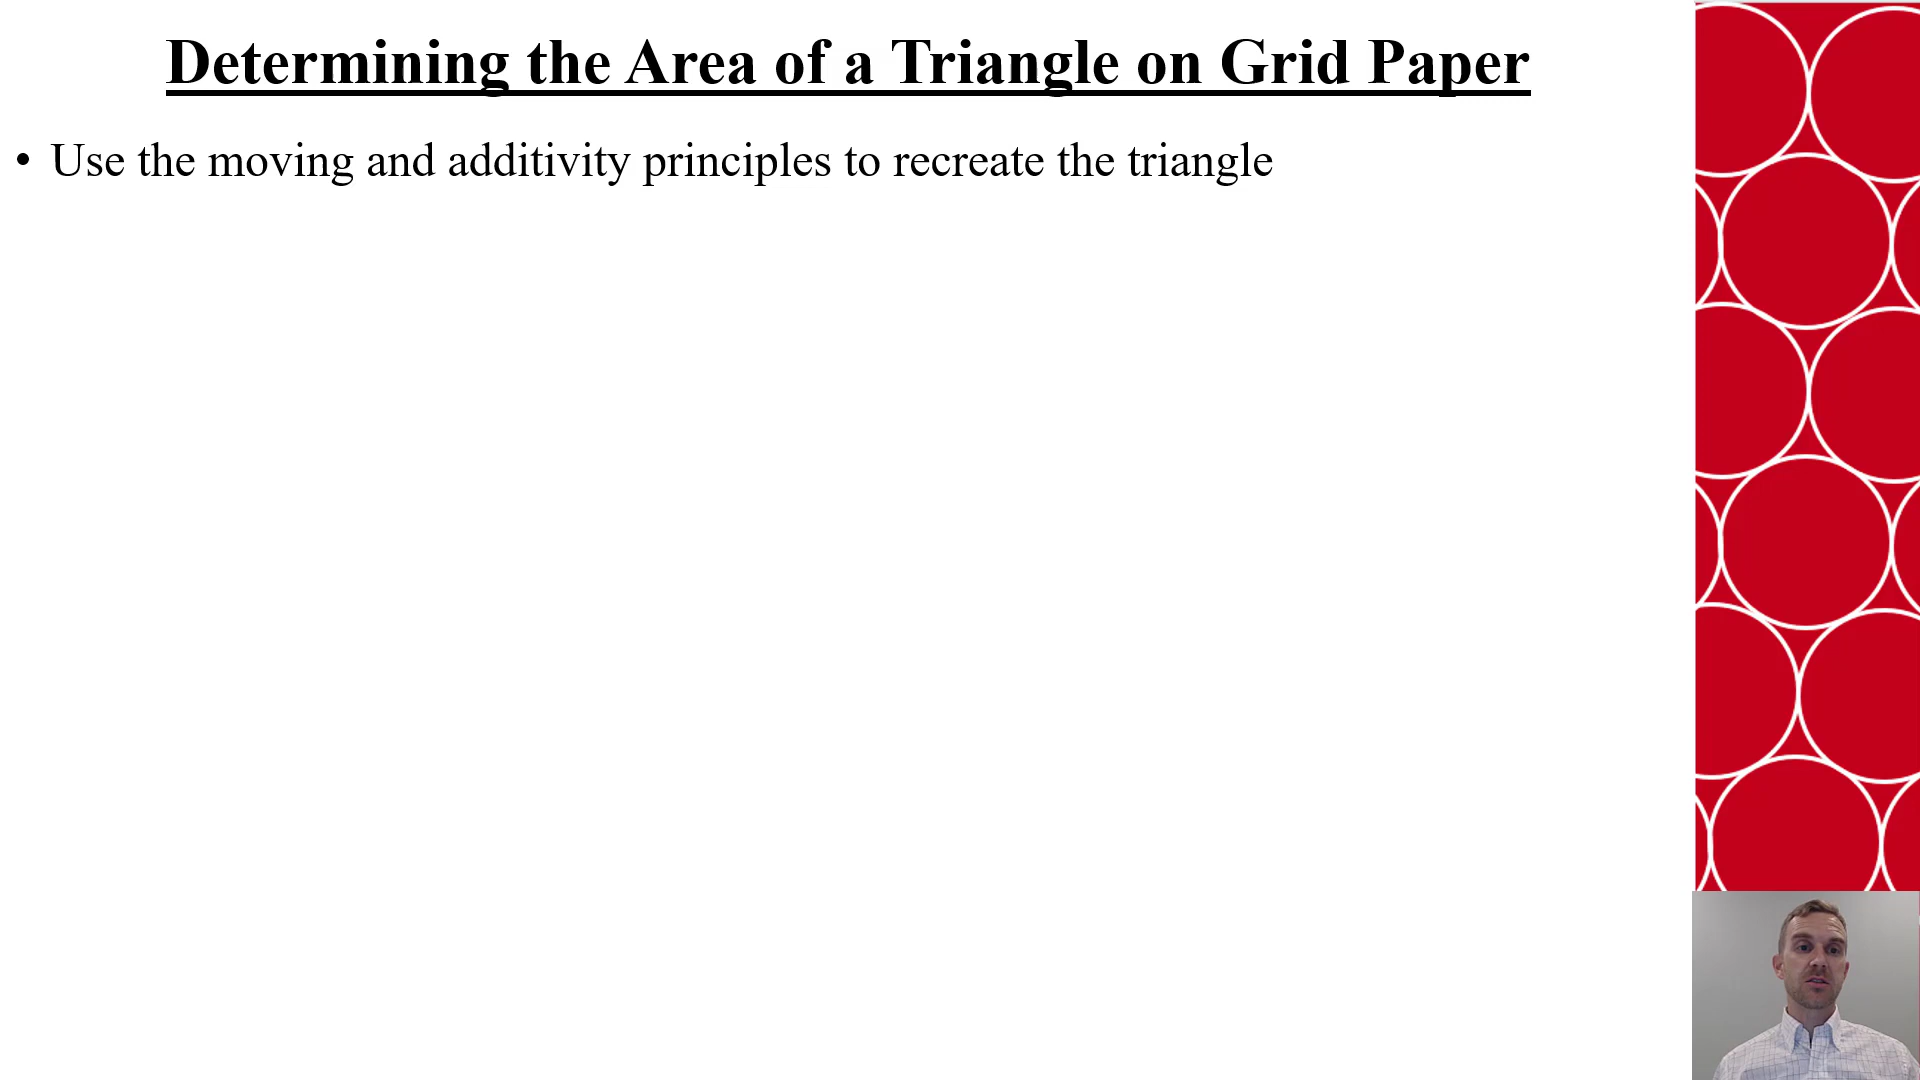 Determining the Area of a Triangle on Grid Paper
• Use the moving and additivity principles to recreate the triangle